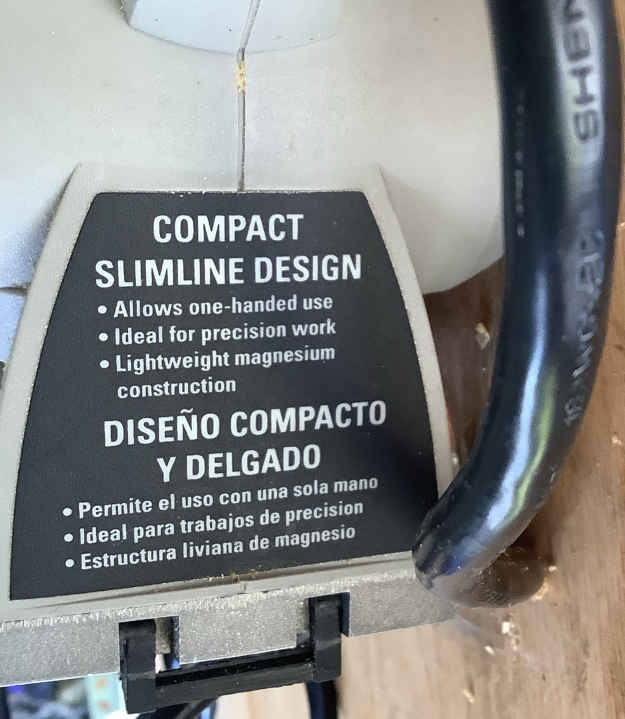 COMPACT
SLIMLINE DESIGN
• Allows one-handed use
• Ideal for precision work
• Lightweight magnesium
construction
DISEÑO COMPACTO
Y DELGADO
• Permite el uso con una sola mano
• Ideal para trabajos de precision
• Estructura liviana de magnesio
SHEN